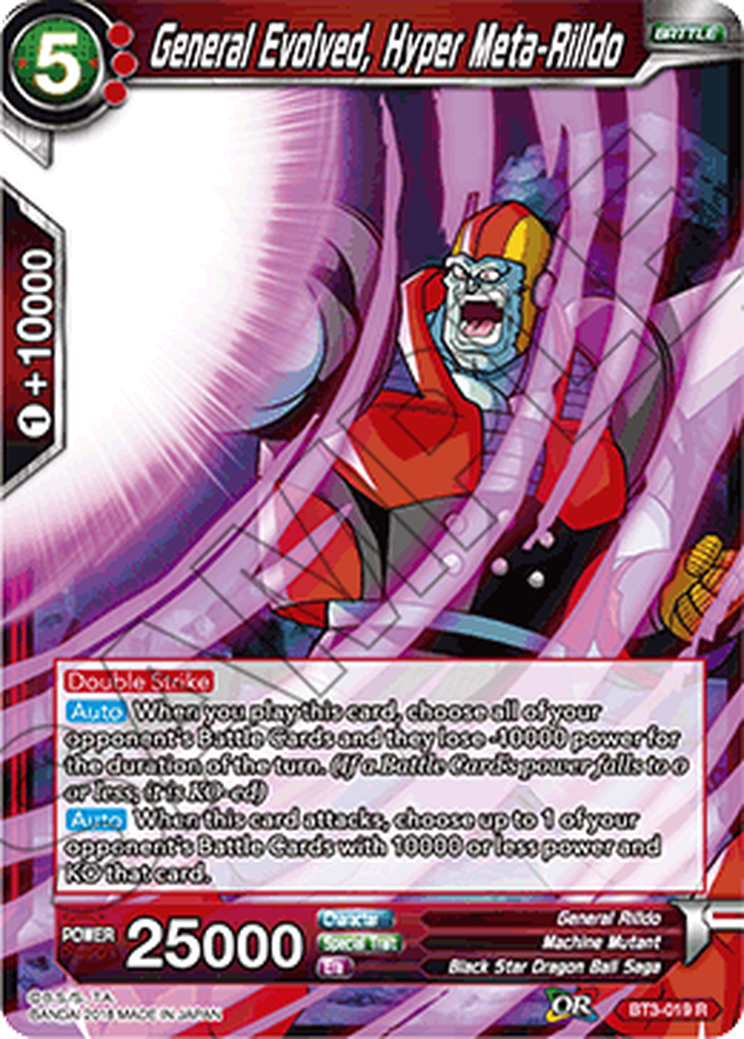 5
General Evolved, Hyper Meta-Rilldo
BATTLE
1 +10000
Double Strike
Auto When you play this card, choose all of your
opponent's Battle Cards and they lose -10000 power for
the duration of the turn. (If a Battle Card's power falls to 0
or less, it is KO-ed)
Auto When this card attacks, choose up to 1 of your
opponent's Battle Cards with 10000 or less power and
KO that card.
POWER 25000
Character General Rilldo
Special Trait Machine Mutant
Era Black Star Dragon Ball Saga
©B.S./S., T.A.
BANDAI 2018 MADE IN JAPAN
OR
BT3-019 R
SAMPLE